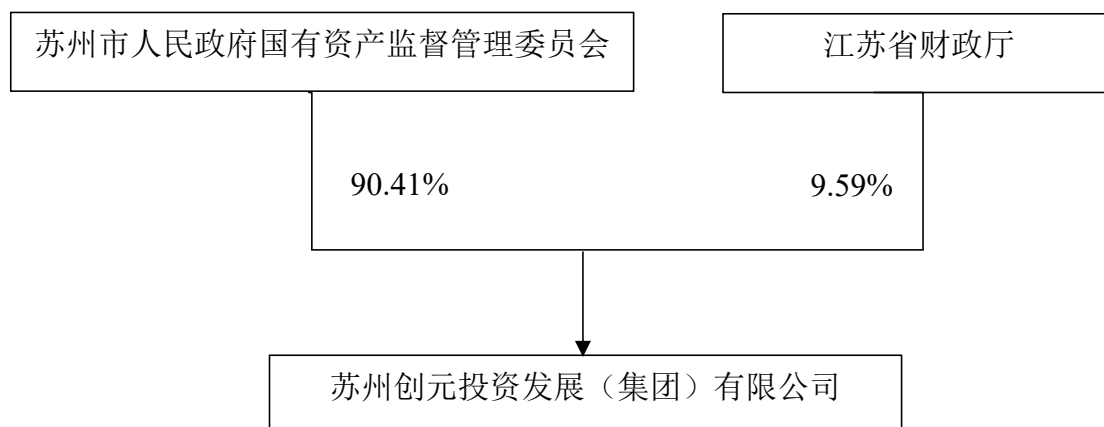 苏州市人民政府国有资产监督管理委员会
江苏省财政厅
90.41%
9.59%
苏州创元投资发展（集团）有限公司